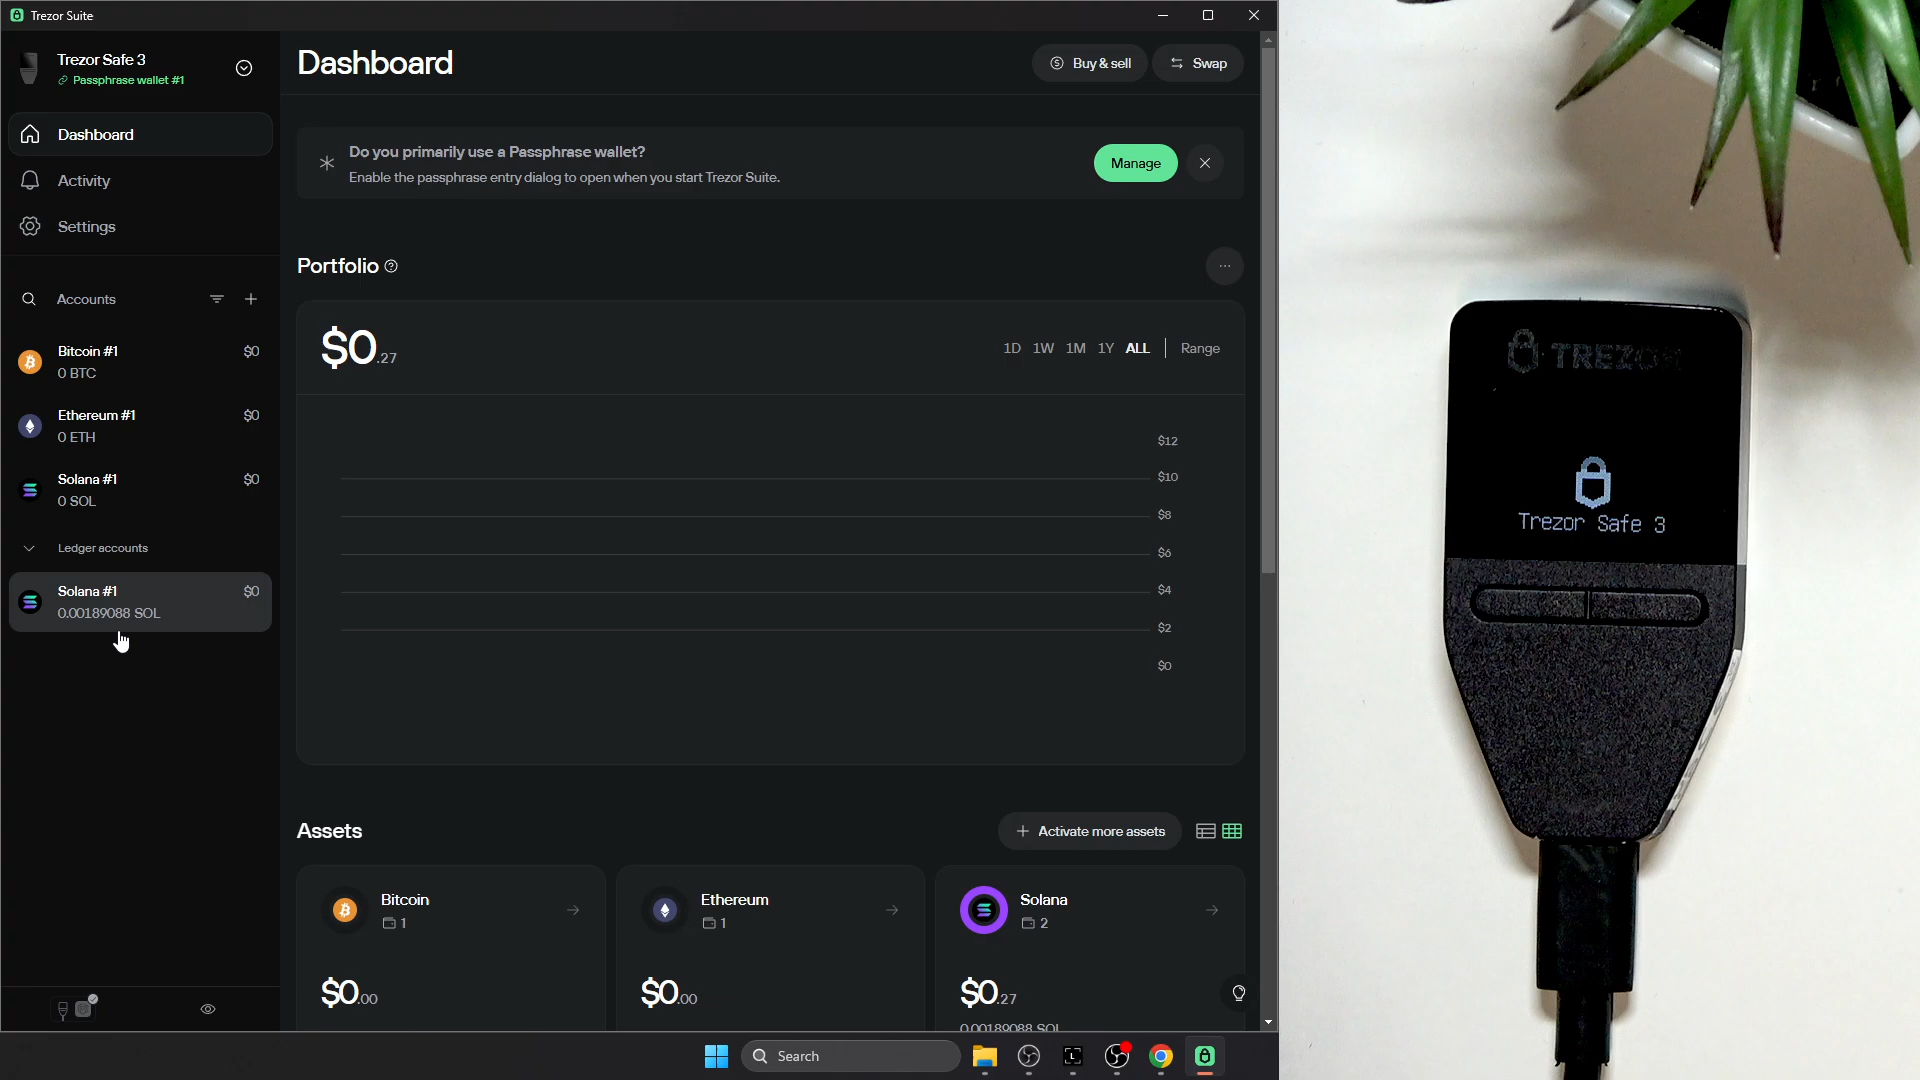 Trezor Suite
Trezor Safe 3
Passphrase wallet #1
Dashboard
Activity
Settings
Accounts
Bitcoin #1
$0
0 BTC
Ethereum #1
$0
0 ETH
Solana #1
$0
0 SOL
Ledger accounts
Solana #1
$0
0.00189088 SOL
Dashboard
Buy & sell
Swap
Do you primarily use a Passphrase wallet?
Enable the passphrase entry dialog to open when you start Trezor Suite.
Manage
Portfolio
$0.27
1D 1W 1M 1Y ALL | Range
$12
$10
$8
$6
$4
$2
$0
Assets
+ Activate more assets
Bitcoin
1
$0.00
Ethereum
1
$0.00
Solana
2
$0.27
0.00189088 SOL
Search
TREZOR
Trezor Safe 3